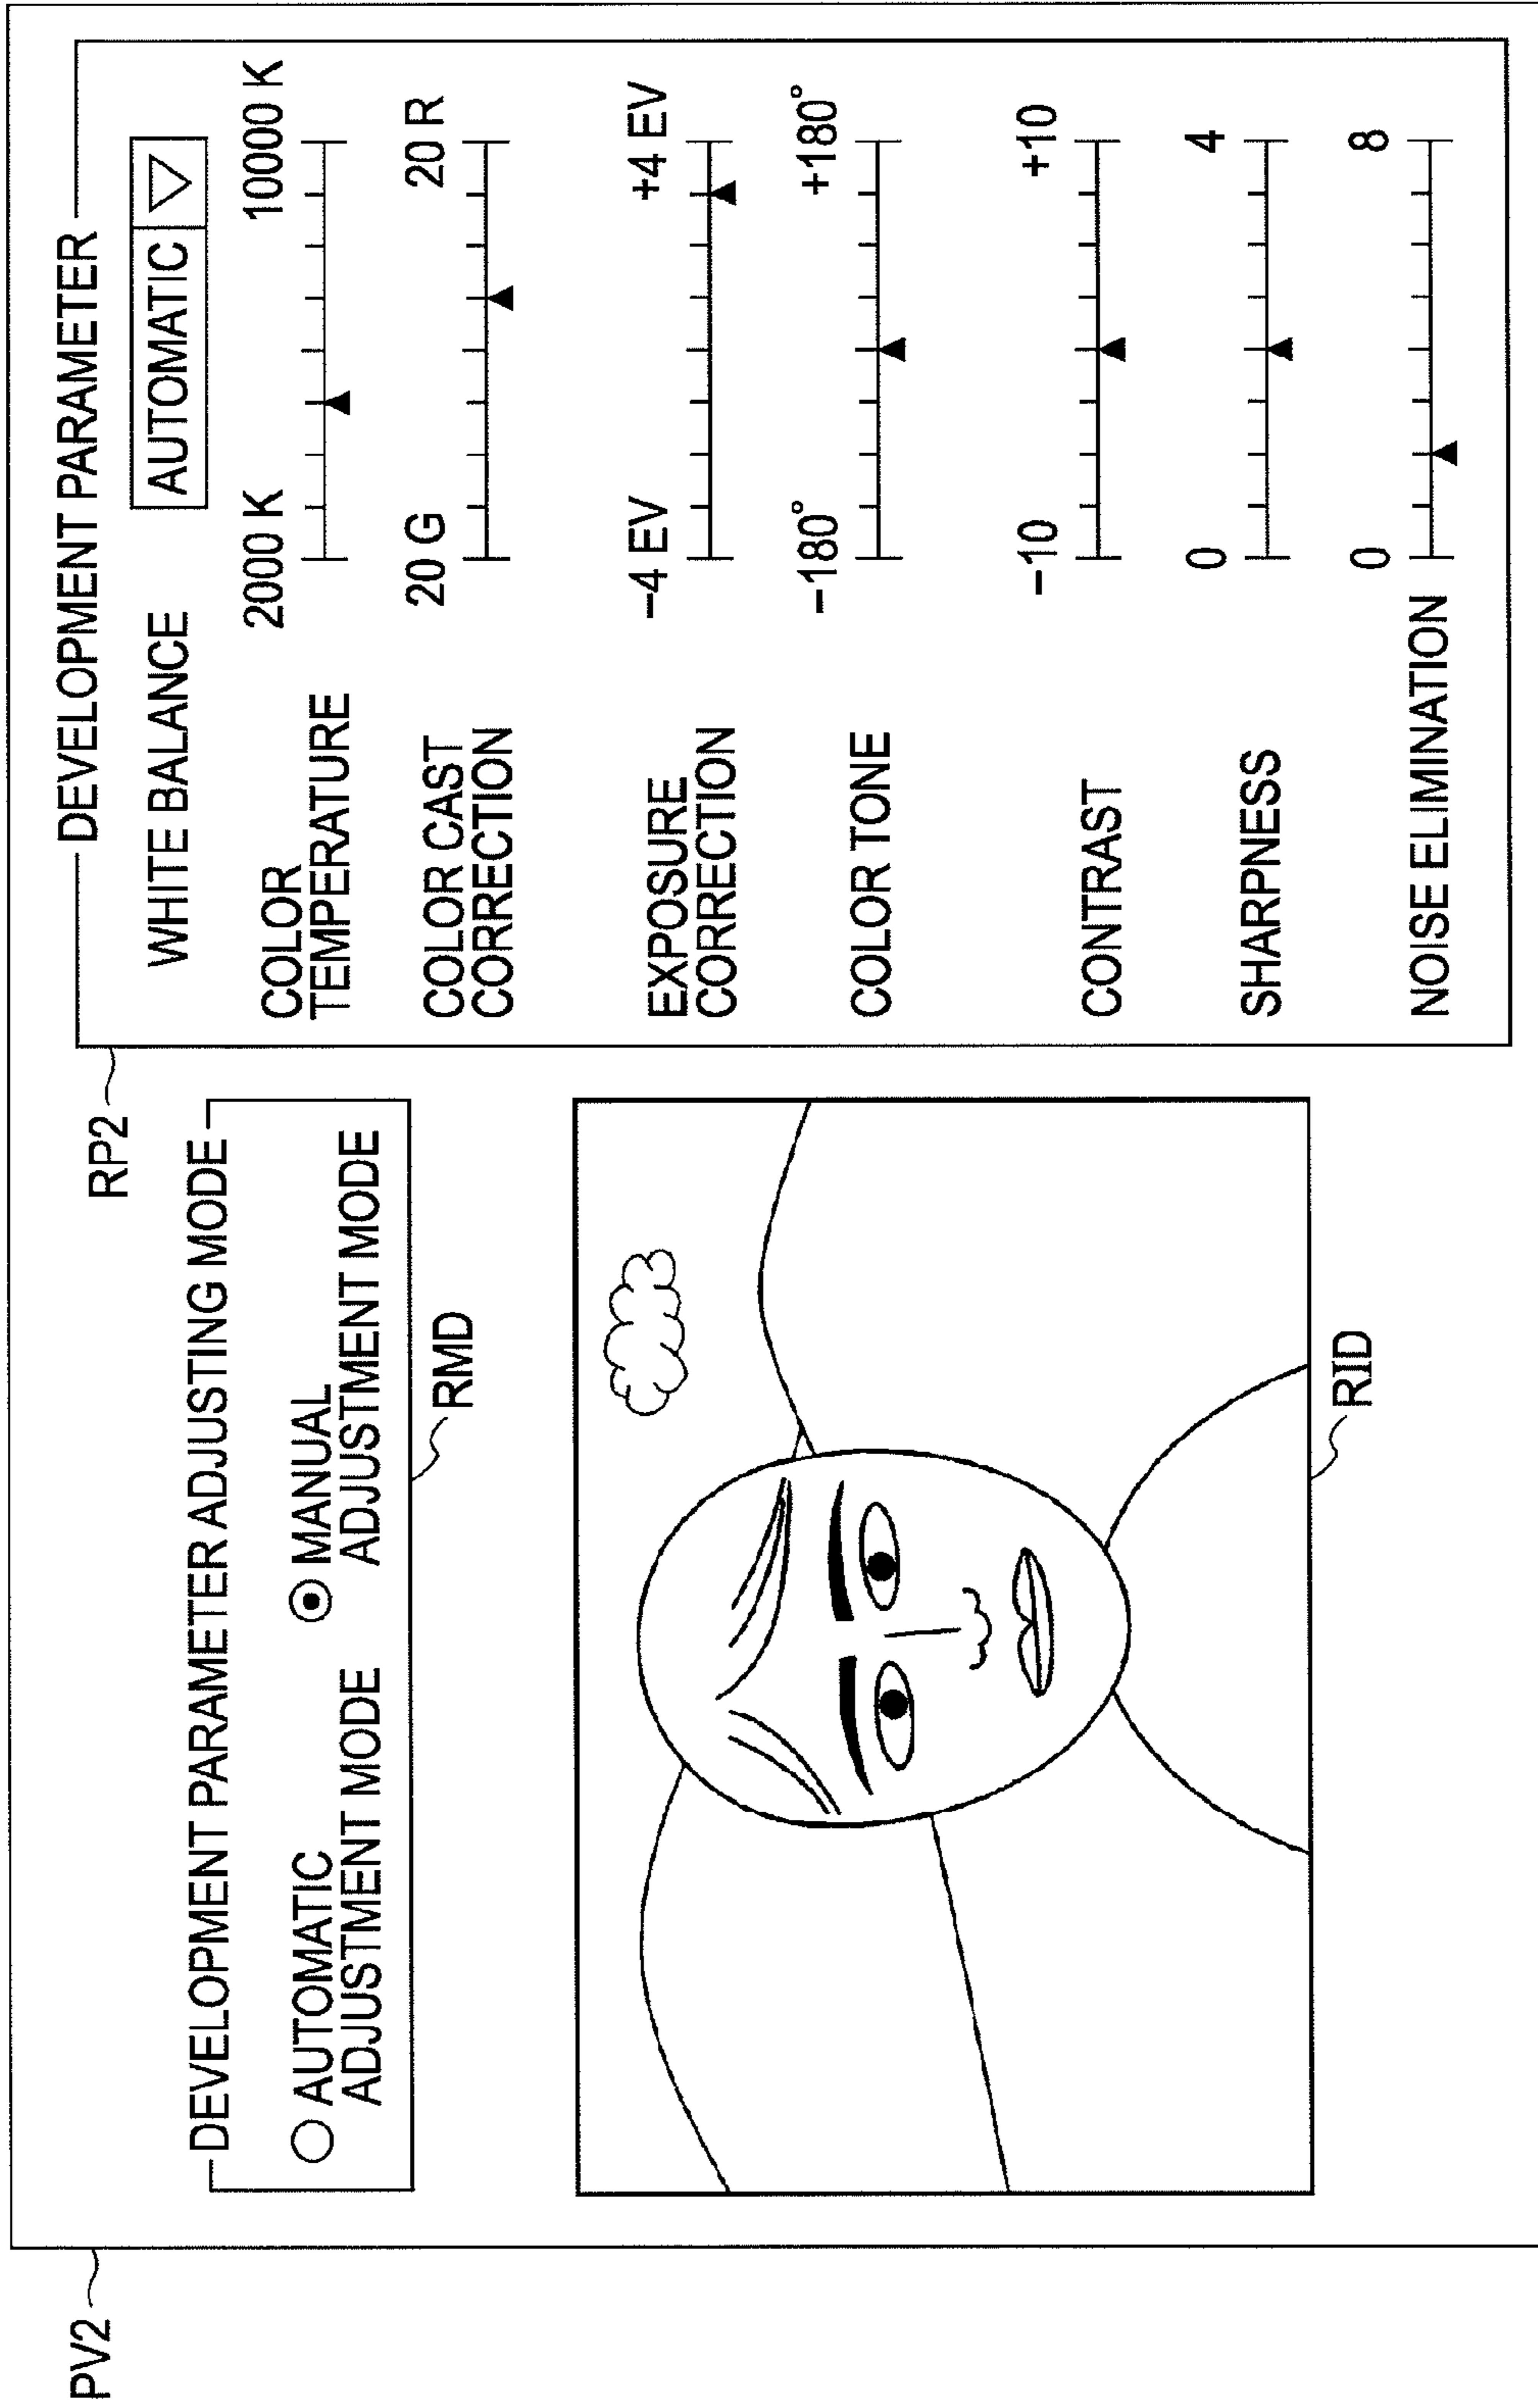 PV2
DEVELOPMENT PARAMETER ADJUSTING MODE
AUTOMATIC
ADJUSTMENT MODE
MANUAL
ADJUSTMENT MODE
RMD
RID
RP2
DEVELOPMENT PARAMETER
WHITE BALANCE AUTOMATIC
2000 K 10000 K
COLOR
TEMPERATURE
20 G 20 R
COLOR CAST
CORRECTION
−4 EV +4 EV
EXPOSURE
CORRECTION
−180° +180°
COLOR TONE
−10 +10
CONTRAST
0 4
SHARPNESS
0 8
NOISE ELIMINATION